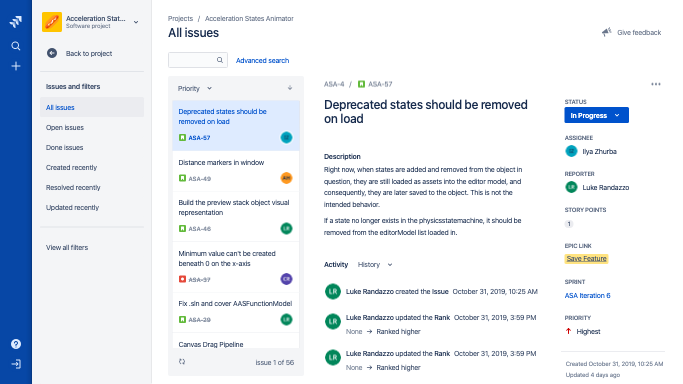 Acceleration Stat...
Software project
Back to project
Issues and filters
All issues
Open issues
Done issues
Created recently
Resolved recently
Updated recently
View all filters
Projects / Acceleration States Animator
All issues
Give feedback
Advanced search
Priority
Deprecated states should be
removed on load
ASA-57
Distance markers in window
ASA-49
Build the preview stack object visual
representation
ASA-46
LR
Minimum value can't be created
beneath 0 on the x-axis
ASA-37
CR
Fix .sln and cover AASFunctionModel
ASA-29
LR
Canvas Drag Pipeline
issue 1 of 56
ASA-4 / ASA-57
Deprecated states should be removed
on load
Description
Right now, when states are added and removed from the object in
question, they are still loaded as assets into the editor model, and
consequently, they are later saved to the object. This is not the
intended behavior.
If a state no longer exists in the physicsstatemachine, it should be
removed from the editorModel list loaded in.
Activity History
LR Luke Randazzo created the Issue October 31, 2019, 10:25 AM
LR Luke Randazzo updated the Rank October 31, 2019, 3:59 PM
None → Ranked higher
LR Luke Randazzo updated the Rank October 31, 2019, 3:59 PM
None → Ranked higher
STATUS
In Progress
ASSIGNEE
Ilya Zhurba
REPORTER
LR Luke Randazzo
STORY POINTS
1
EPIC LINK
Save Feature
SPRINT
ASA Iteration 6
PRIORITY
Highest
Created October 31, 2019, 10:25 AM
Updated 4 days ago